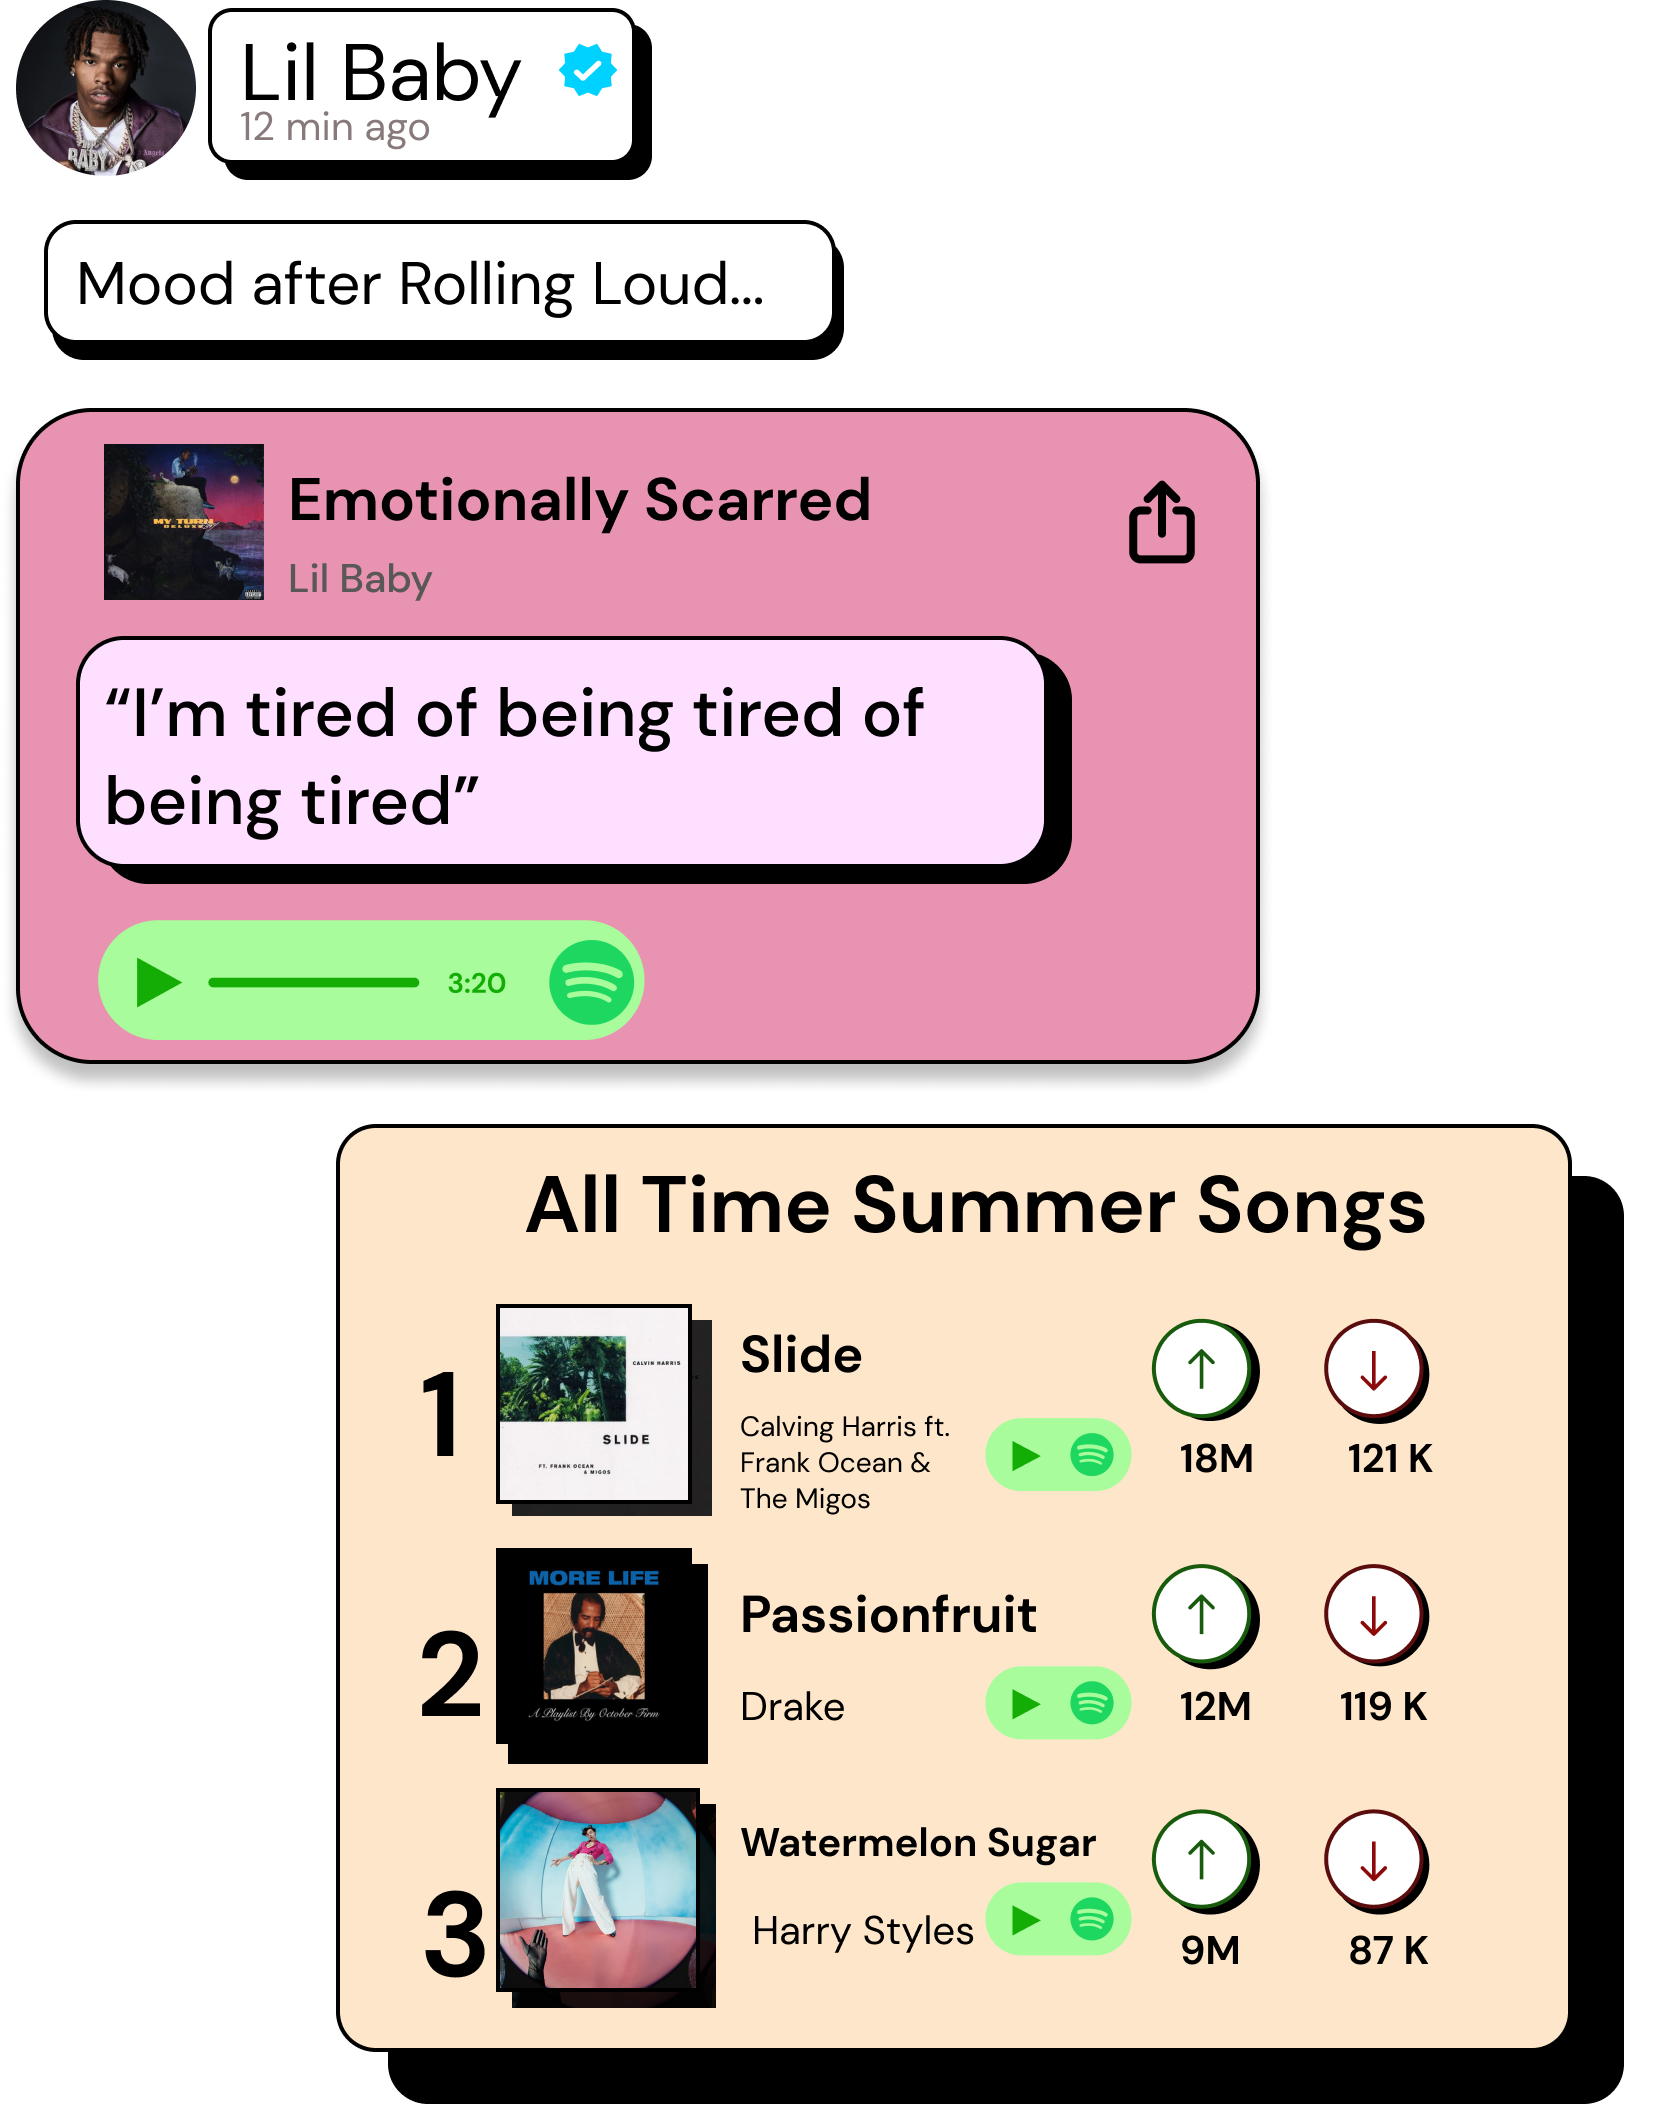 Lil Baby
12 min ago
BABY
Mood after Rolling Loud...
MY TURN
DELUXE
Emotionally Scarred
Lil Baby
“I’m tired of being tired of
being tired”
3:20
All Time Summer Songs
1
CALVIN HARRIS
SLIDE
FT. FRANK OCEAN
& MIGOS
Slide
Calving Harris ft.
Frank Ocean &
The Migos
18M
121 K
2
MORE LIFE
A Playlist By October Firm
Passionfruit
Drake
12M
119 K
3
Watermelon Sugar
Harry Styles
9M
87 K